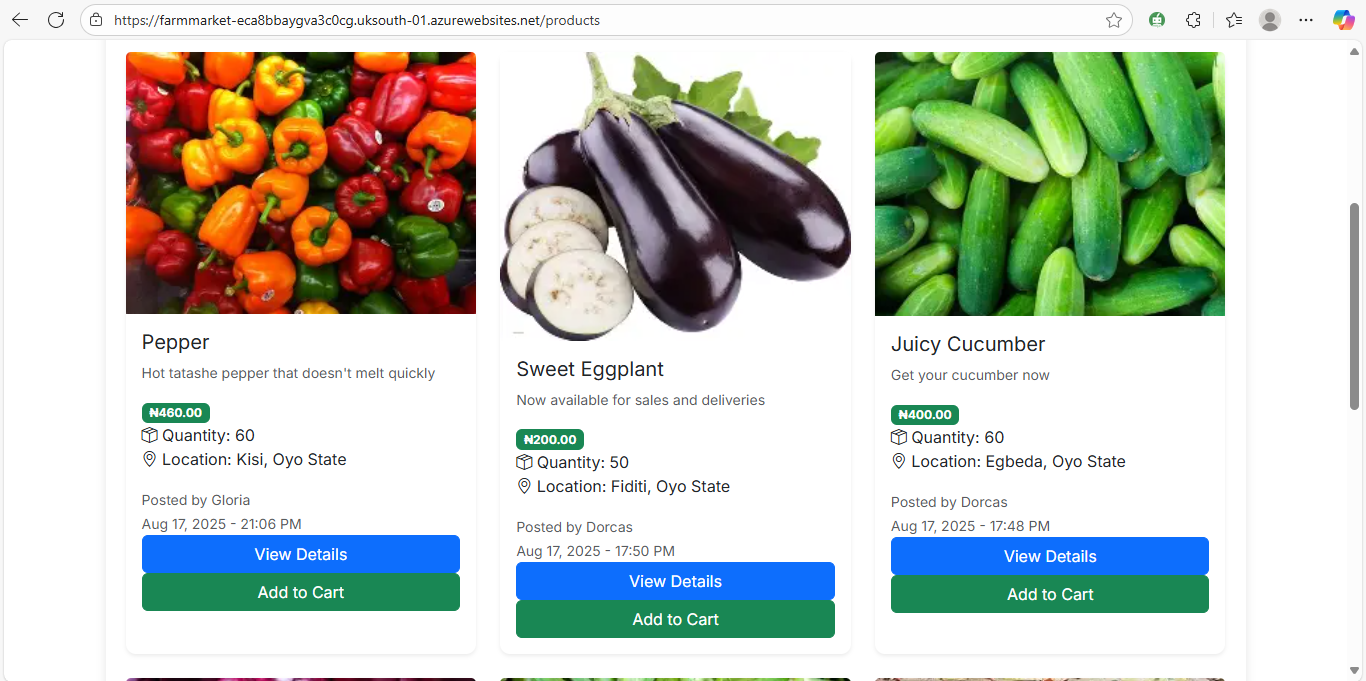 https://farmmarket-eca8bbaygva3c0cg.uksouth-01.azurewebsites.net/products
Pepper
Hot tatashe pepper that doesn't melt quickly
₦460.00
Quantity: 60
Location: Kisi, Oyo State
Posted by Gloria
Aug 17, 2025 - 21:06 PM
View Details
Add to Cart
Sweet Eggplant
Now available for sales and deliveries
₦200.00
Quantity: 50
Location: Fiditi, Oyo State
Posted by Dorcas
Aug 17, 2025 - 17:50 PM
View Details
Add to Cart
Juicy Cucumber
Get your cucumber now
₦400.00
Quantity: 60
Location: Egbeda, Oyo State
Posted by Dorcas
Aug 17, 2025 - 17:48 PM
View Details
Add to Cart